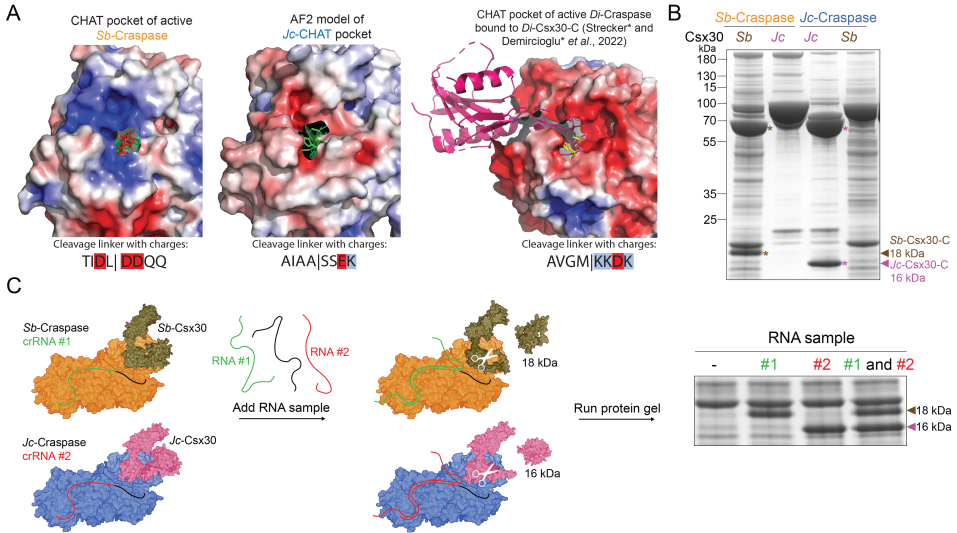 A
CHAT pocket of active
Sb-Craspase
AF2 model of
Jc-CHAT pocket
CHAT pocket of active Di-Craspase
bound to Di-Csx30-C (Strecker* and
Demircioglu* et al., 2022)
Cleavage linker with charges:
TIDL|DDQQ
Cleavage linker with charges:
AIAA|SSEK
Cleavage linker with charges:
AVGM|KKDK
B
Sb-Craspase Jc-Craspase
Csx30 Sb Jc Jc Sb
kDa
180
130
15
100
70
55
35
25
*
*
*
*
Sb-Csx30-C
18 kDa
Jc-Csx30-C
16 kDa
C
Sb-Craspase
crRNA #1
Sb-Csx30
RNA #1
RNA #2
Add RNA sample
18 kDa
Jc-Craspase
crRNA #2
Jc-Csx30
16 kDa
Run protein gel
RNA sample
- #1 #2 #1 and #2
18 kDa
16 kDa